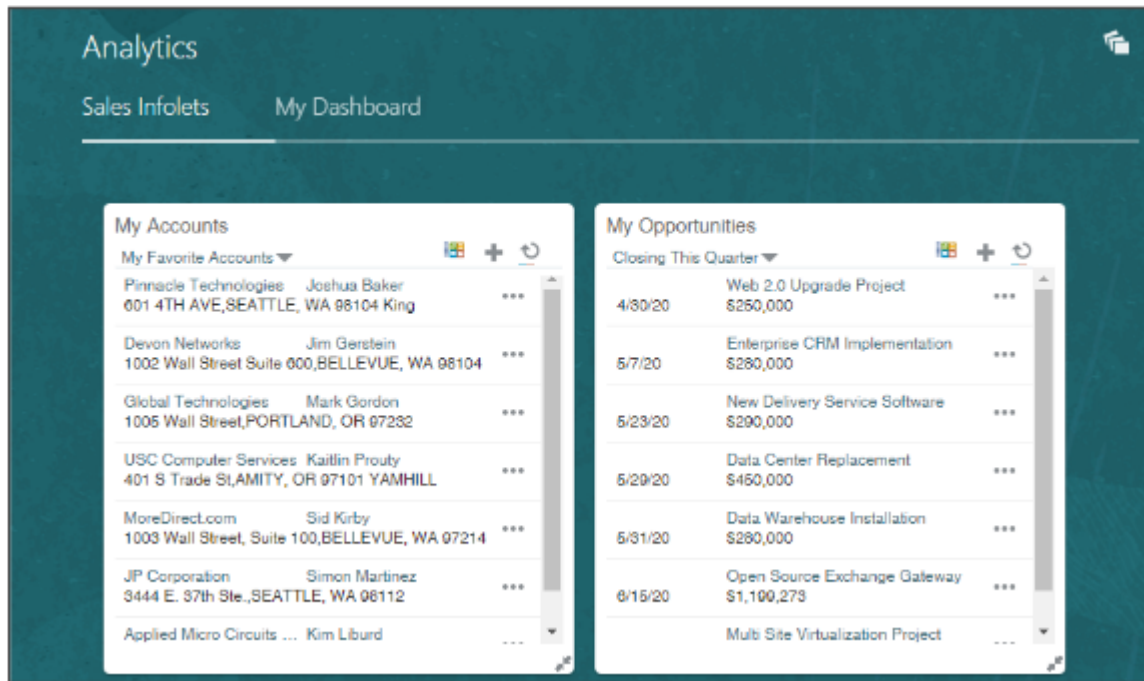 Analytics
Sales Infolets My Dashboard
My Accounts
My Favorite Accounts
Pinnacle Technologies Joshua Baker
601 4TH AVE,SEATTLE, WA 98104 King
Devon Networks Jim Gerstein
1002 Wall Street Suite 600,BELLEVUE, WA 98104
Global Technologies Mark Gordon
1005 Wall Street,PORTLAND, OR 97232
USC Computer Services Kaitlin Prouty
401 S Trade St,AMITY, OR 97101 YAMHILL
MoreDirect.com Sid Kirby
1003 Wall Street, Suite 100,BELLEVUE, WA 97214
JP Corporation Simon Martinez
3444 E. 37th Ste.,SEATTLE, WA 98112
Applied Micro Circuits ... Kim Liburd
My Opportunities
Closing This Quarter
Web 2.0 Upgrade Project
4/30/20 $250,000
Enterprise CRM Implementation
5/7/20 $280,000
New Delivery Service Software
5/23/20 $290,000
Data Center Replacement
5/29/20 $450,000
Data Warehouse Installation
5/31/20 $280,000
Open Source Exchange Gateway
6/15/20 $1,199,273
Multi Site Virtualization Project